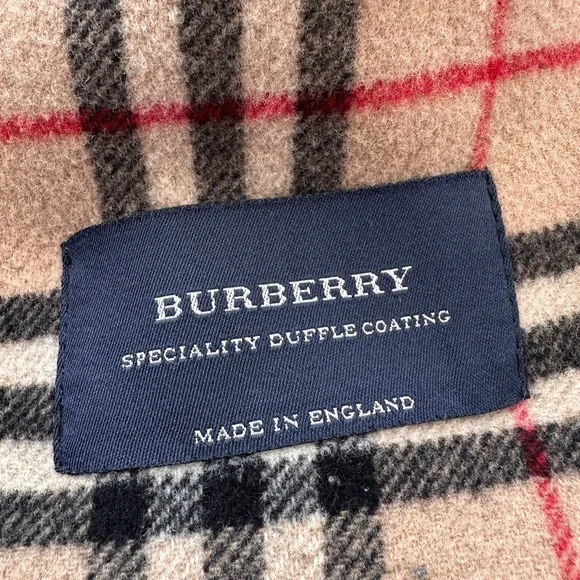 BURBERRY
SPECIALITY DUFFLE COATING
MADE IN ENGLAND